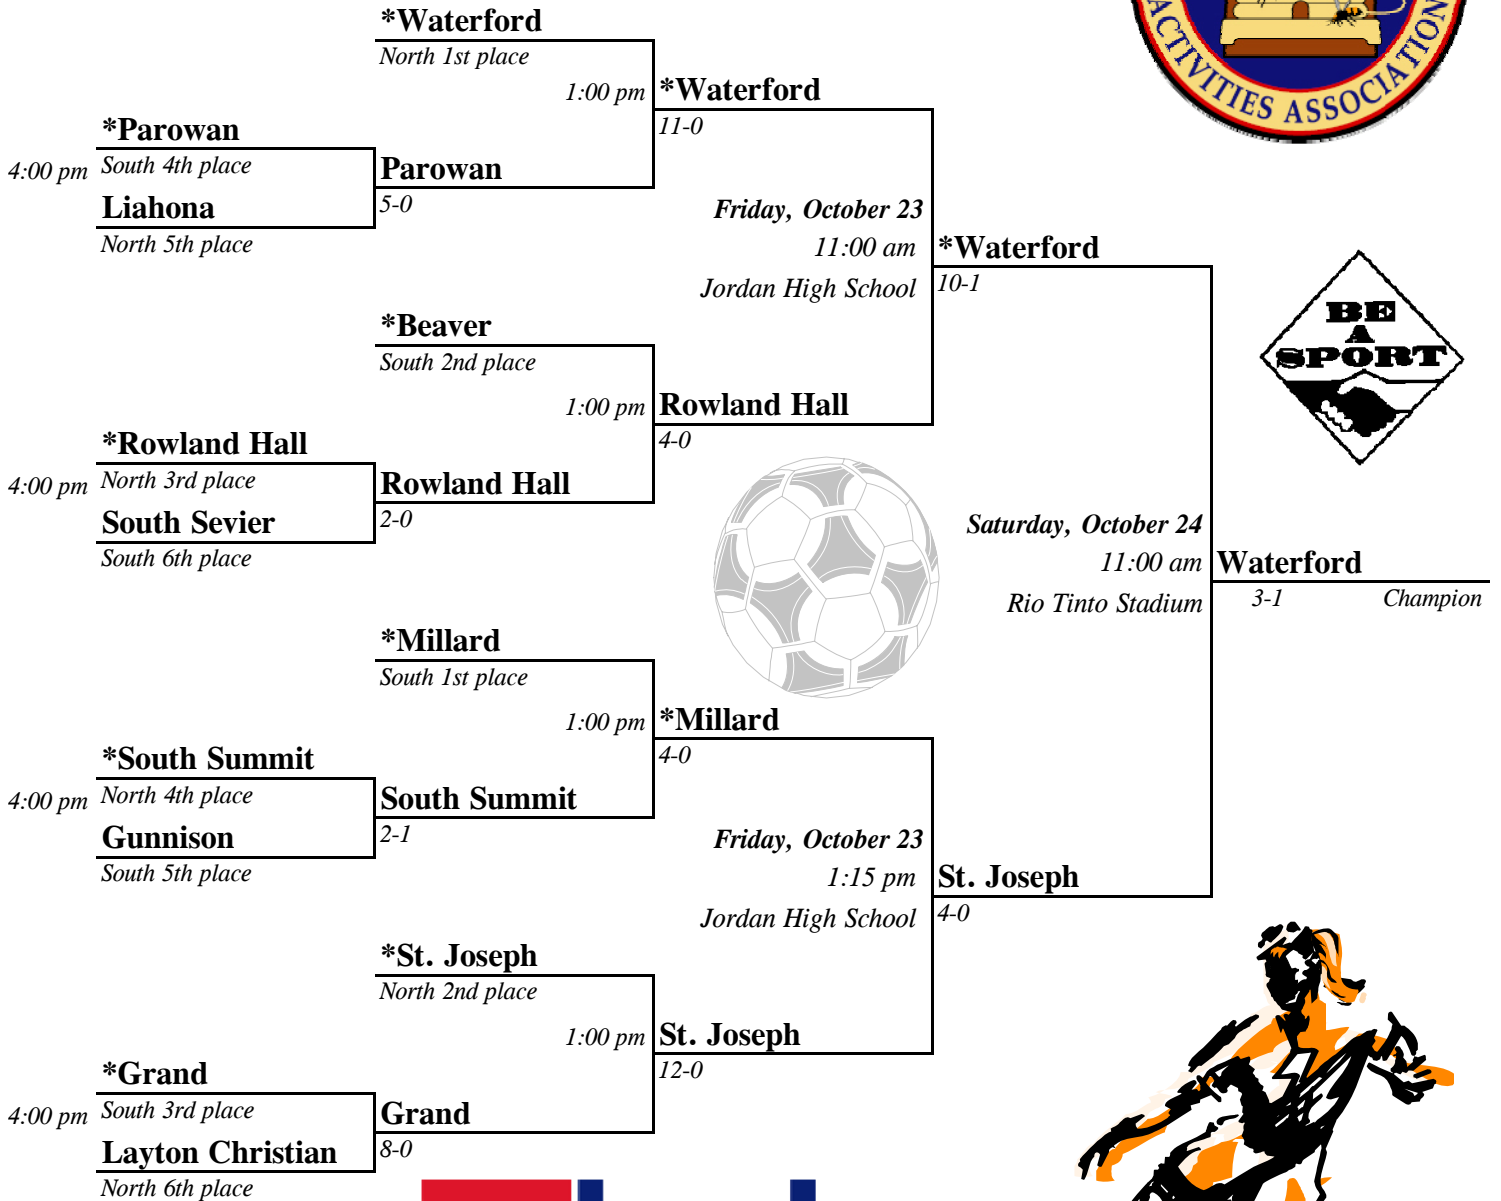 *Waterford
North 1st place
1:00 pm
*Waterford
11-0
*Parowan
4:00 pm
South 4th place
Parowan
Liahona
5-0
North 5th place
Friday, October 23
11:00 am
Jordan High School
*Waterford
10-1
*Beaver
South 2nd place
1:00 pm
Rowland Hall
4-0
*Rowland Hall
4:00 pm
North 3rd place
Rowland Hall
South Sevier
2-0
South 6th place
Saturday, October 24
11:00 am
Rio Tinto Stadium
Waterford
3-1
Champion
*Millard
South 1st place
1:00 pm
*Millard
4-0
*South Summit
4:00 pm
North 4th place
South Summit
Gunnison
2-1
South 5th place
Friday, October 23
1:15 pm
Jordan High School
St. Joseph
4-0
*St. Joseph
North 2nd place
1:00 pm
St. Joseph
12-0
*Grand
4:00 pm
South 3rd place
Grand
Layton Christian
8-0
North 6th place
ACTIVITIES ASSOCIATION
BE
A
SPORT